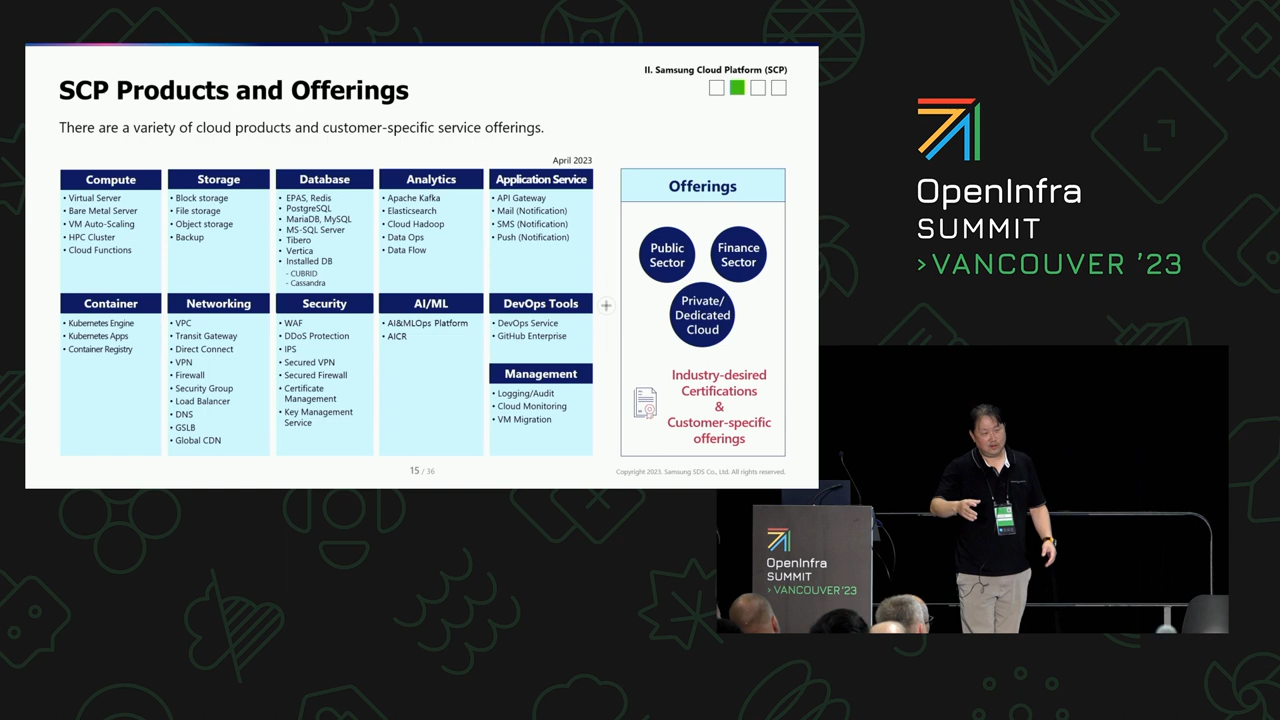 II. Samsung Cloud Platform (SCP)
SCP Products and Offerings
There are a variety of cloud products and customer-specific service offerings.
April 2023
Compute
• Virtual Server
• Bare Metal Server
• VM Auto-Scaling
• HPC Cluster
• Cloud Functions
Storage
• Block storage
• File storage
• Object storage
• Backup
Database
• EPAS, Redis
• PostgreSQL
• MariaDB, MySQL
• MS-SQL Server
• Tibero
• Vertica
• Installed DB
- CUBRID
- Cassandra
Analytics
• Apache Kafka
• Elasticsearch
• Cloud Hadoop
• Data Ops
• Data Flow
Application Service
• API Gateway
• Mail (Notification)
• SMS (Notification)
• Push (Notification)
Container
• Kubernetes Engine
• Kubernetes Apps
• Container Registry
Networking
• VPC
• Transit Gateway
• Direct Connect
• VPN
• Firewall
• Security Group
• Load Balancer
• DNS
• GSLB
• Global CDN
Security
• WAF
• DDoS Protection
• IPS
• Secured VPN
• Secured Firewall
• Certificate
Management
• Key Management
Service
AI/ML
• AI&MLOps Platform
• AICR
DevOps Tools
• DevOps Service
• GitHub Enterprise
Management
• Logging/Audit
• Cloud Monitoring
• VM Migration
+
Offerings
Public
Sector
Finance
Sector
Private/
Dedicated
Cloud
Industry-desired
Certifications
&
Customer-specific
offerings
15 / 36
Copyright 2023. Samsung SDS Co., Ltd. All rights reserved.
OpenInfra
SUMMIT
>VANCOUVER '23
OpenInfra
SUMMIT
>VANCOUVER '23